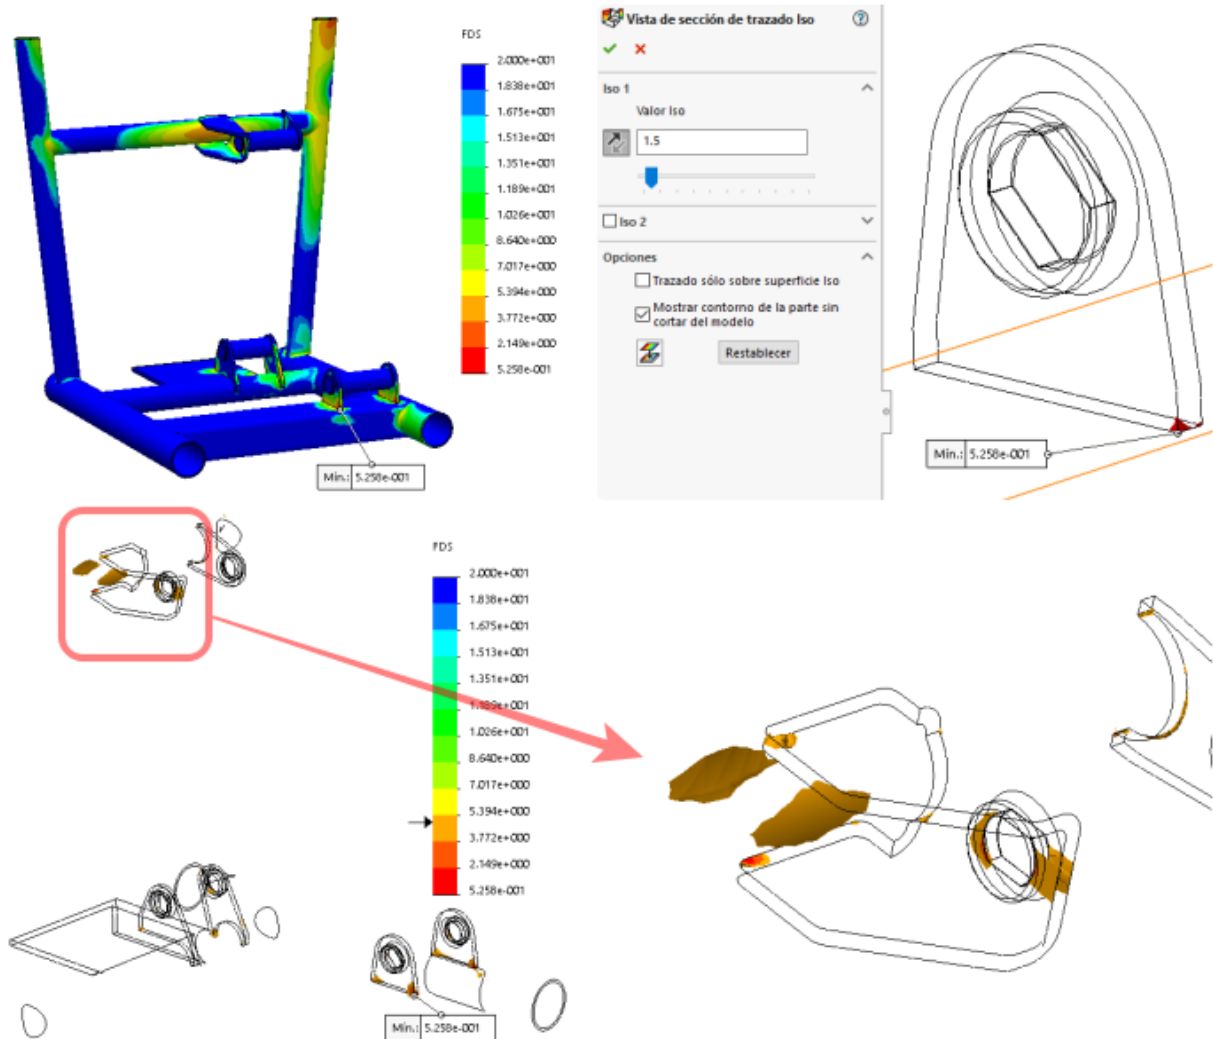 FDS
2.000e+001
1.838e+001
1.675e+001
1.513e+001
1.351e+001
1.189e+001
1.026e+001
8.640e+000
7.017e+000
5.394e+000
3.772e+000
2.149e+000
5.258e-001
Min.: 5.258e-001
Vista de sección de trazado Iso
?
Iso 1
Valor Iso
1.5
Iso 2
Opciones
Trazado sólo sobre superficie Iso
Mostrar contorno de la parte sin
cortar del modelo
Restablecer
Min.: 5.258e-001
FDS
2.000e+001
1.838e+001
1.675e+001
1.513e+001
1.351e+001
1.189e+001
1.026e+001
8.640e+000
7.017e+000
5.394e+000
3.772e+000
2.149e+000
5.258e-001
Min.: 5.258e-001